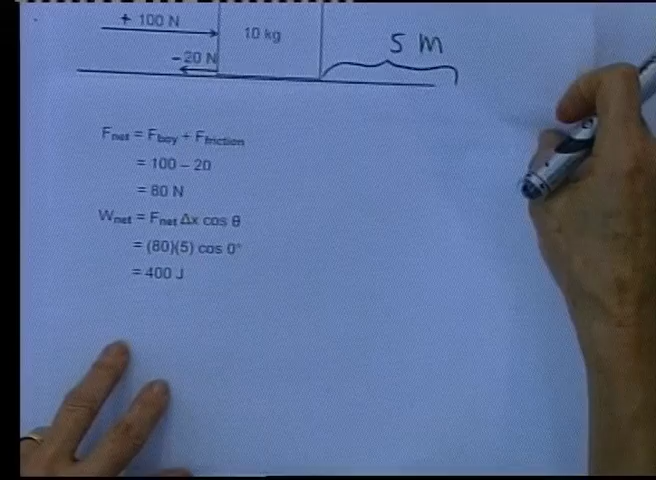 + 100 N
10 kg
5 m
−20 N
Fnet = Fboy + Ffriction
= 100 − 20
= 80 N
Wnet = Fnet Δx cos θ
= (80)(5) cos 0°
= 400 J